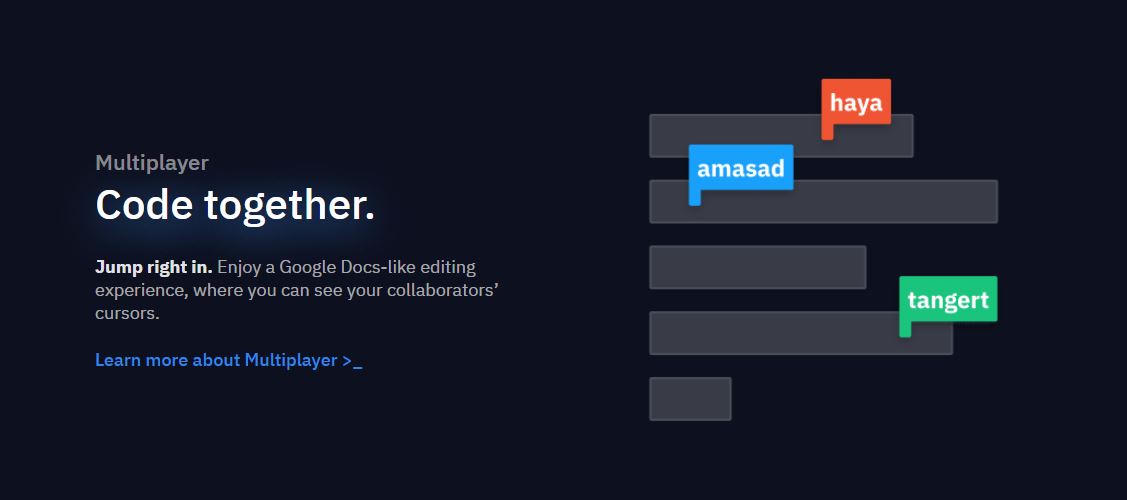 Multiplayer
Code together.
Jump right in. Enjoy a Google Docs-like editing
experience, where you can see your collaborators’
cursors.
Learn more about Multiplayer >_
haya
amasad
tangert